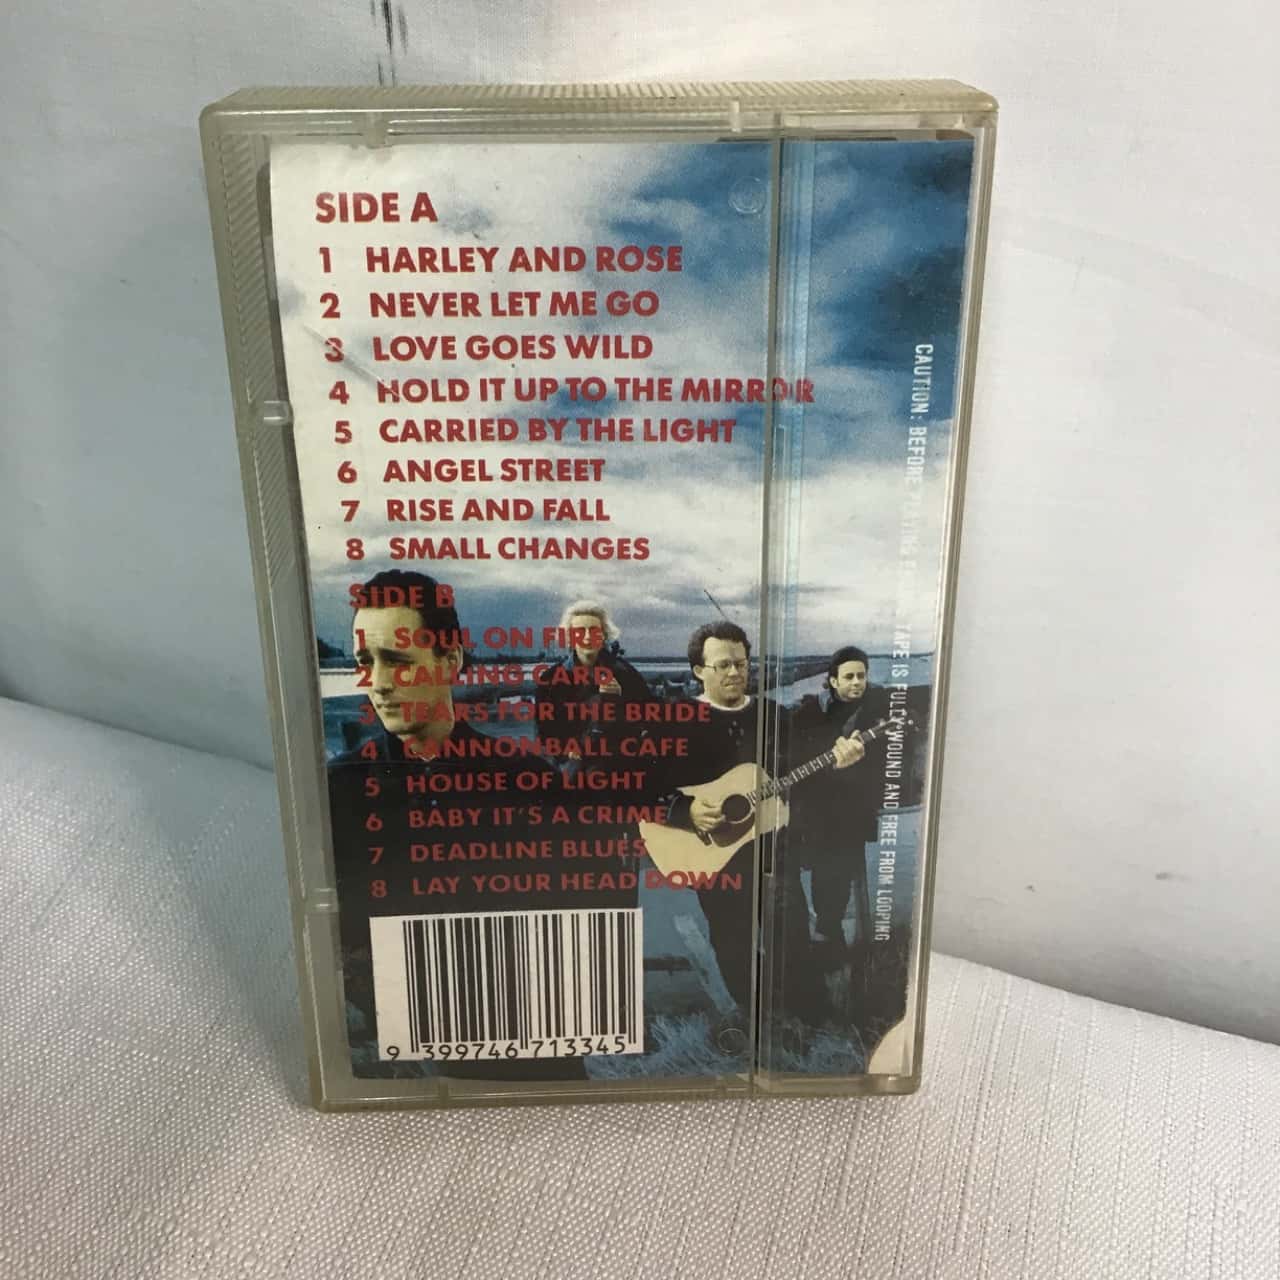 SIDE A
1 HARLEY AND ROSE
2 NEVER LET ME GO
3 LOVE GOES WILD
4 HOLD IT UP TO THE MIRROR
5 CARRIED BY THE LIGHT
6 ANGEL STREET
7 RISE AND FALL
8 SMALL CHANGES
SIDE B
1 SOUL ON FIRE
2 CALLING CARD
3 TEARS FOR THE BRIDE
4 CANNONBALL CAFE
5 HOUSE OF LIGHT
6 BABY IT'S A CRIME
7 DEADLINE BLUES
8 LAY YOUR HEAD DOWN
9 399746 713345
CAUTION: BEFORE PLAYING TAPE IS FULLY WOUND AND FREE FROM LOOPING